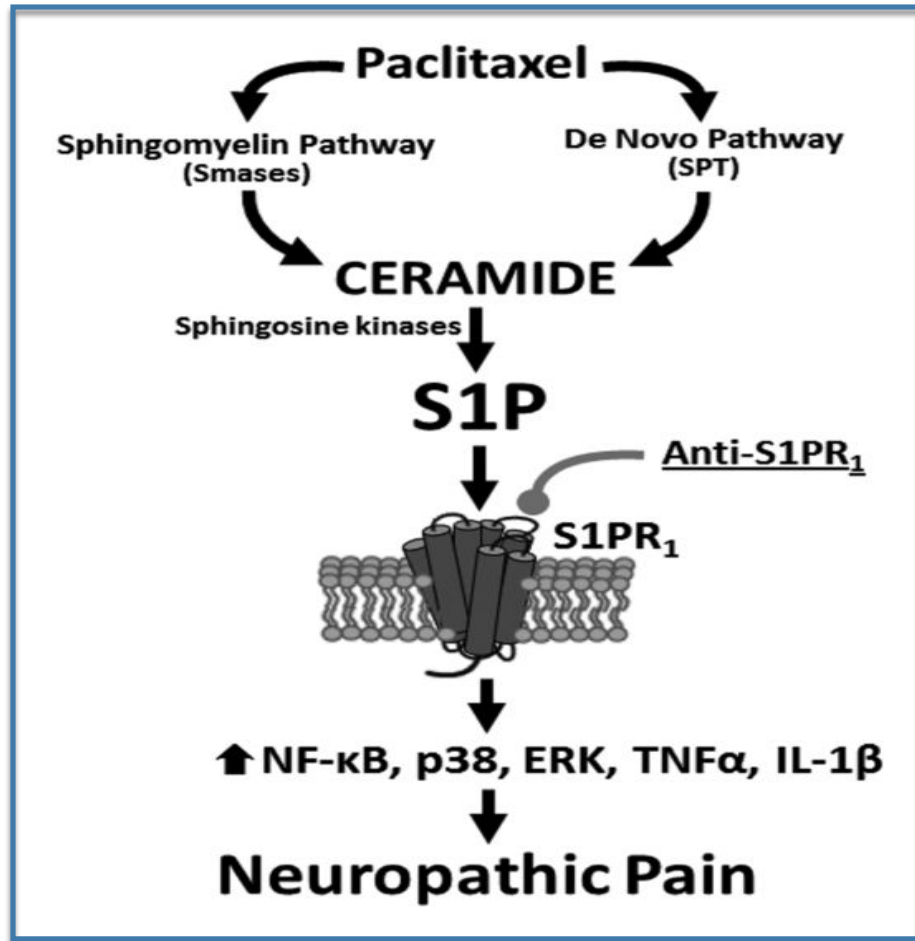 Paclitaxel
Sphingomyelin Pathway
(Smases)
De Novo Pathway
(SPT)
CERAMIDE
Sphingosine kinases
S1P
Anti-S1PR₁
S1PR₁
NF-κB, p38, ERK, TNFα, IL-1β
Neuropathic Pain